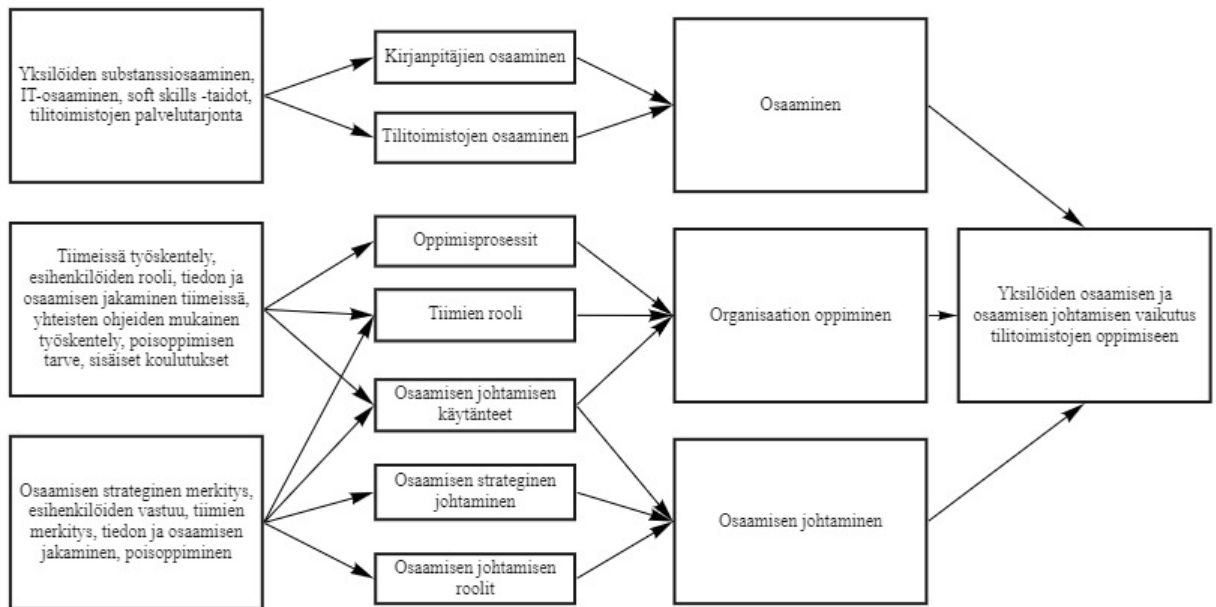 Yksilöiden substanssiosaaminen,
IT-osaaminen, soft skills -taidot,
tilitoimistojen palvelutarjonta
Kirjanpitäjien osaaminen
Tilitoimistojen osaaminen
Osaaminen
Tiimeissä työskentely,
esihenkilöiden rooli, tiedon ja
osaamisen jakaminen tiimeissä,
yhteisten ohjeiden mukainen
työskentely, poisoppimisen
tarve, sisäiset koulutukset
Oppimisprosessit
Tiimien rooli
Osaamisen johtamisen
käytänteet
Organisaation oppiminen
Yksilöiden osaamisen ja
osaamisen johtamisen vaikutus
tilitoimistojen oppimiseen
Osaamisen strateginen merkitys,
esihenkilöiden vastuu, tiimien
merkitys, tiedon ja osaamisen
jakaminen, poisoppiminen
Osaamisen strateginen
johtaminen
Osaamisen johtamisen
roolit
Osaamisen johtaminen